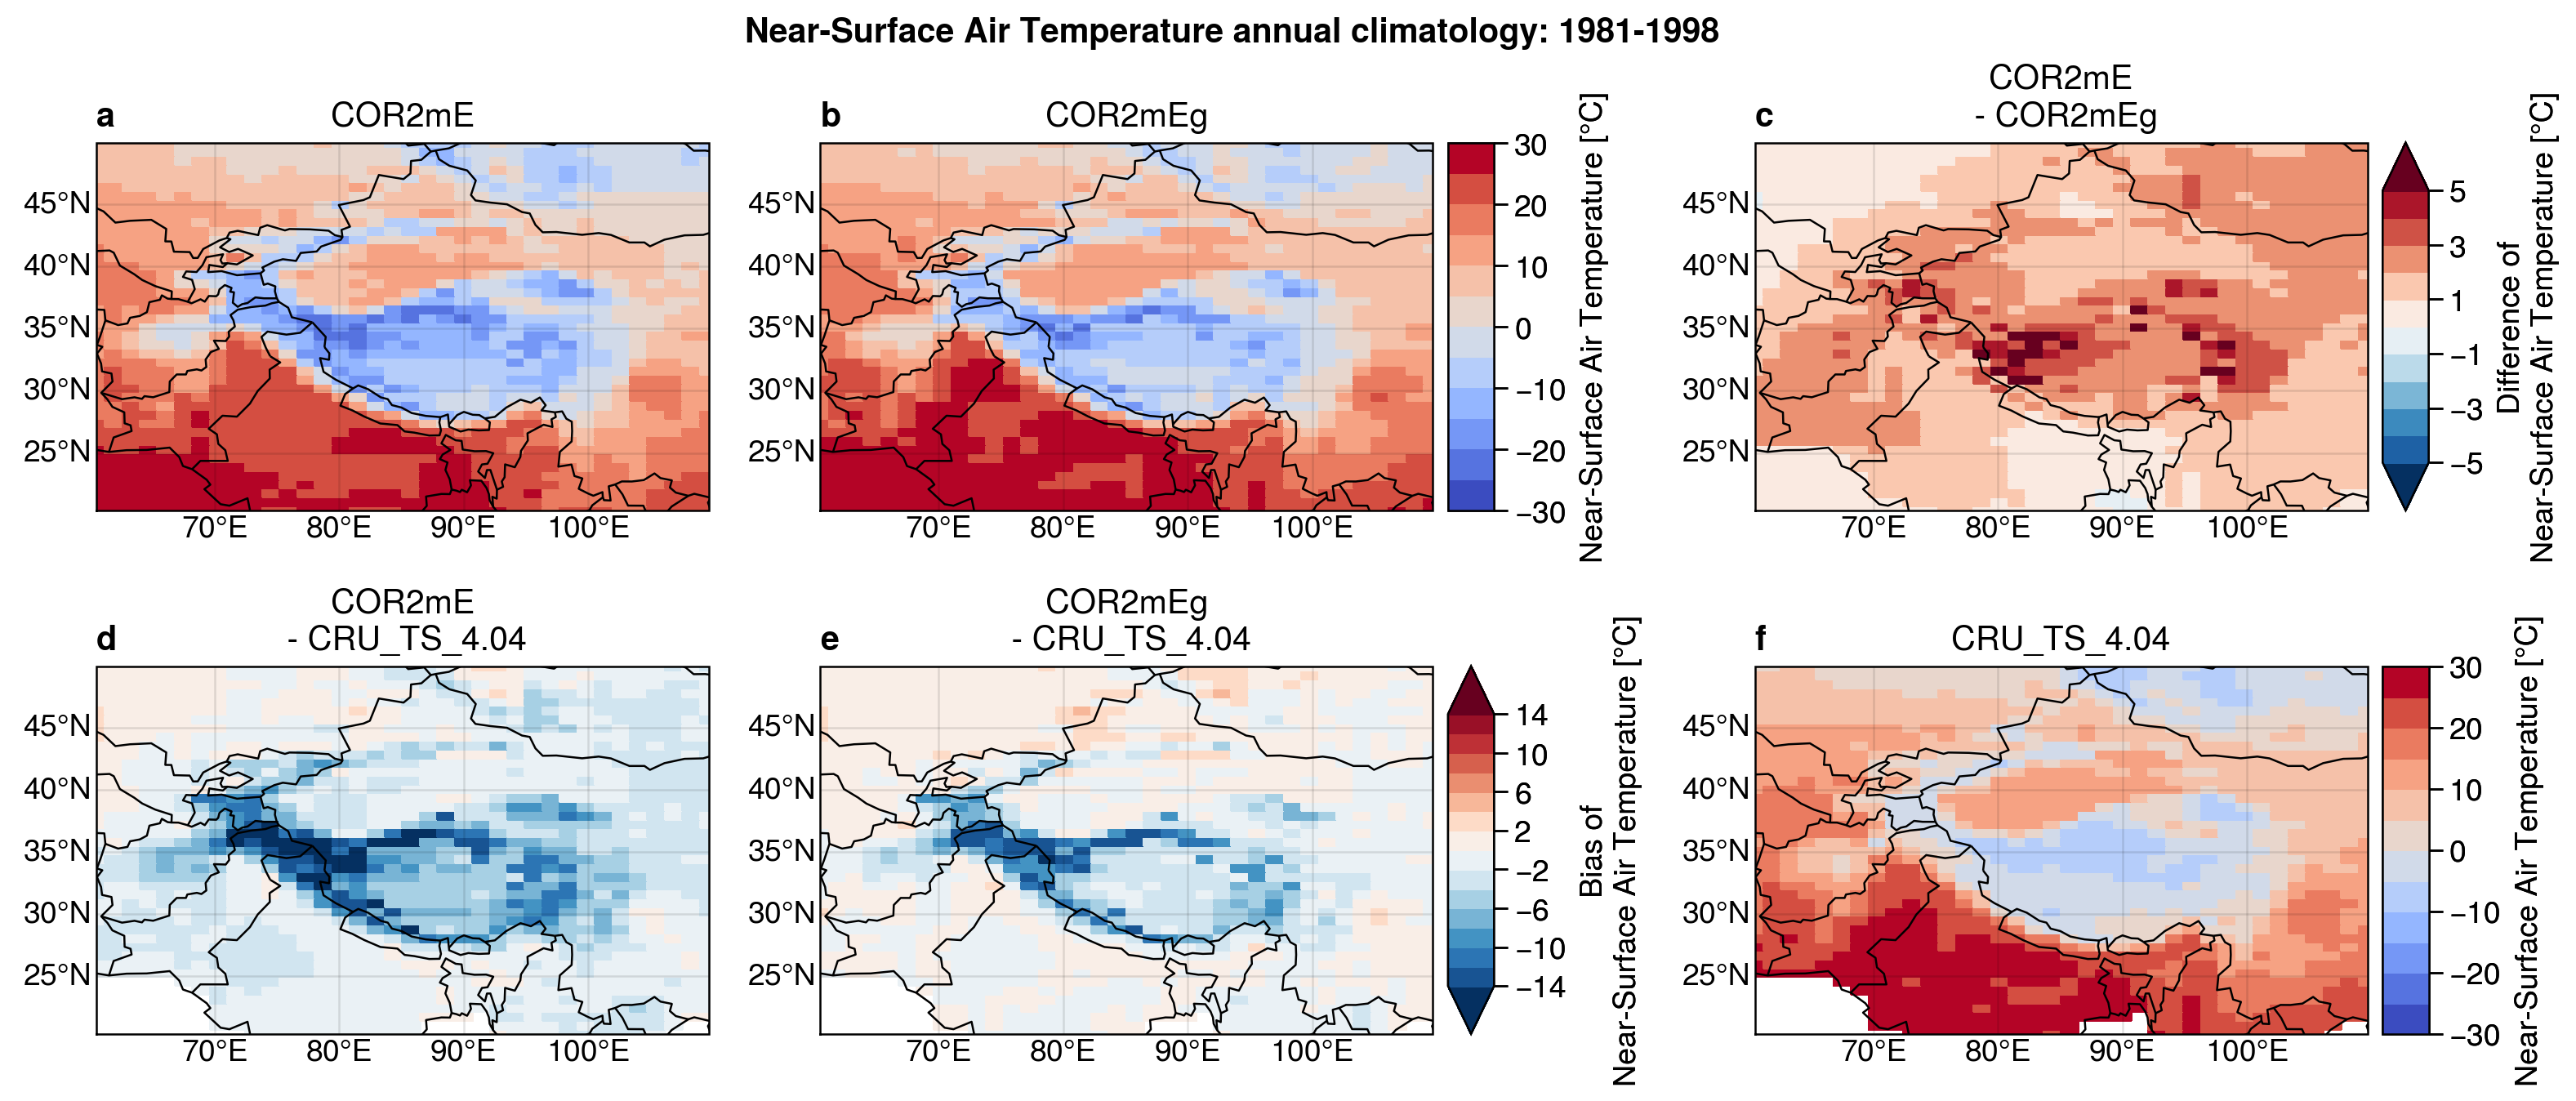 Near-Surface Air Temperature annual climatology: 1981-1998
a
COR2mE
45°N
40°N
35°N
30°N
25°N
70°E 80°E 90°E 100°E
b
COR2mEg
45°N
40°N
35°N
30°N
25°N
70°E 80°E 90°E 100°E
30
20
10
0
−10
−20
−30
Near-Surface Air Temperature [°C]
c
COR2mE
- COR2mEg
45°N
40°N
35°N
30°N
25°N
70°E 80°E 90°E 100°E
5
3
1
−1
−3
−5
Difference of
Near-Surface Air Temperature [°C]
d
COR2mE
- CRU_TS_4.04
45°N
40°N
35°N
30°N
25°N
70°E 80°E 90°E 100°E
e
COR2mEg
- CRU_TS_4.04
45°N
40°N
35°N
30°N
25°N
70°E 80°E 90°E 100°E
14
10
6
2
−2
−6
−10
−14
Bias of
Near-Surface Air Temperature [°C]
f
CRU_TS_4.04
45°N
40°N
35°N
30°N
25°N
70°E 80°E 90°E 100°E
30
20
10
0
−10
−20
−30
Near-Surface Air Temperature [°C]